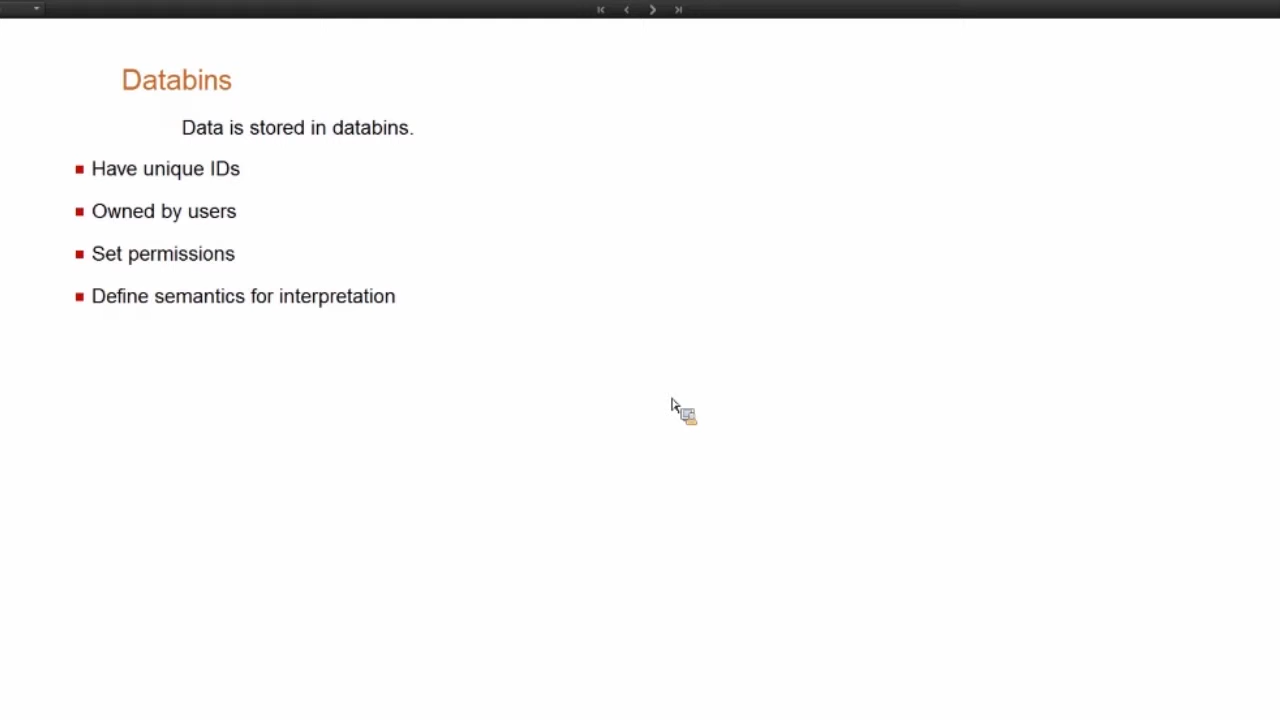 Databins
Data is stored in databins.
Have unique IDs
Owned by users
Set permissions
Define semantics for interpretation